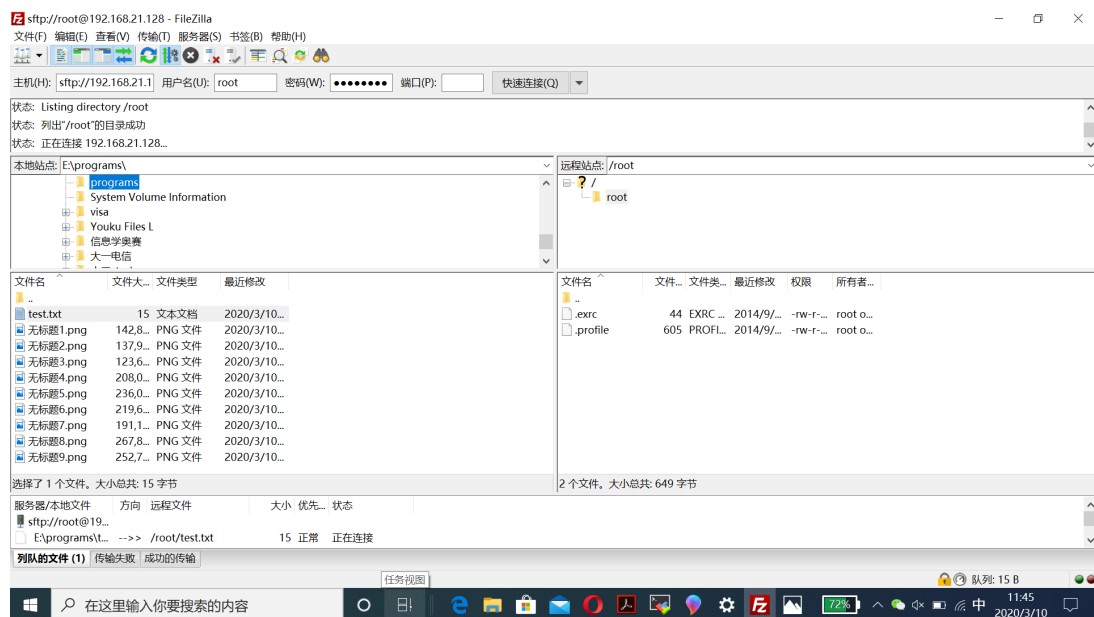 sftp://root@192.168.21.128 - FileZilla
文件(F) 编辑(E) 查看(V) 传输(T) 服务器(S) 书签(B) 帮助(H)
主机(H): sftp://192.168.21.1 用户名(U): root 密码(W): ●●●●●●●● 端口(P): 快速连接(Q)
状态: Listing directory /root
状态: 列出"/root"的目录成功
状态: 正在连接 192.168.21.128...
本地站点: E:\programs\
programs
System Volume Information
visa
Youku Files L
信息学奥赛
大一电信
远程站点: /root
/
root
文件名 文件大... 文件类型 最近修改
..
test.txt 15 文本文档 2020/3/10...
无标题1.png 142,8... PNG 文件 2020/3/10...
无标题2.png 137,9... PNG 文件 2020/3/10...
无标题3.png 123,6... PNG 文件 2020/3/10...
无标题4.png 208,0... PNG 文件 2020/3/10...
无标题5.png 236,0... PNG 文件 2020/3/10...
无标题6.png 219,6... PNG 文件 2020/3/10...
无标题7.png 191,1... PNG 文件 2020/3/10...
无标题8.png 267,8... PNG 文件 2020/3/10...
无标题9.png 252,7... PNG 文件 2020/3/10...
选择了 1 个文件。大小总共: 15 字节
文件名 文件... 文件类... 最近修改 权限 所有者...
..
.exrc 44 EXRC ... 2014/9/... -rw-r-... root o...
.profile 605 PROFI... 2014/9/... -rw-r-... root o...
2 个文件。大小总共: 649 字节
服务器/本地文件 方向 远程文件 大小 优先... 状态
sftp://root@19...
E:\programs\t... -->> /root/test.txt 15 正常 正在连接
列队的文件 (1) 传输失败 成功的传输
任务视图
队列: 15 B
在这里输入你要搜索的内容
72%
中
11:45
2020/3/10